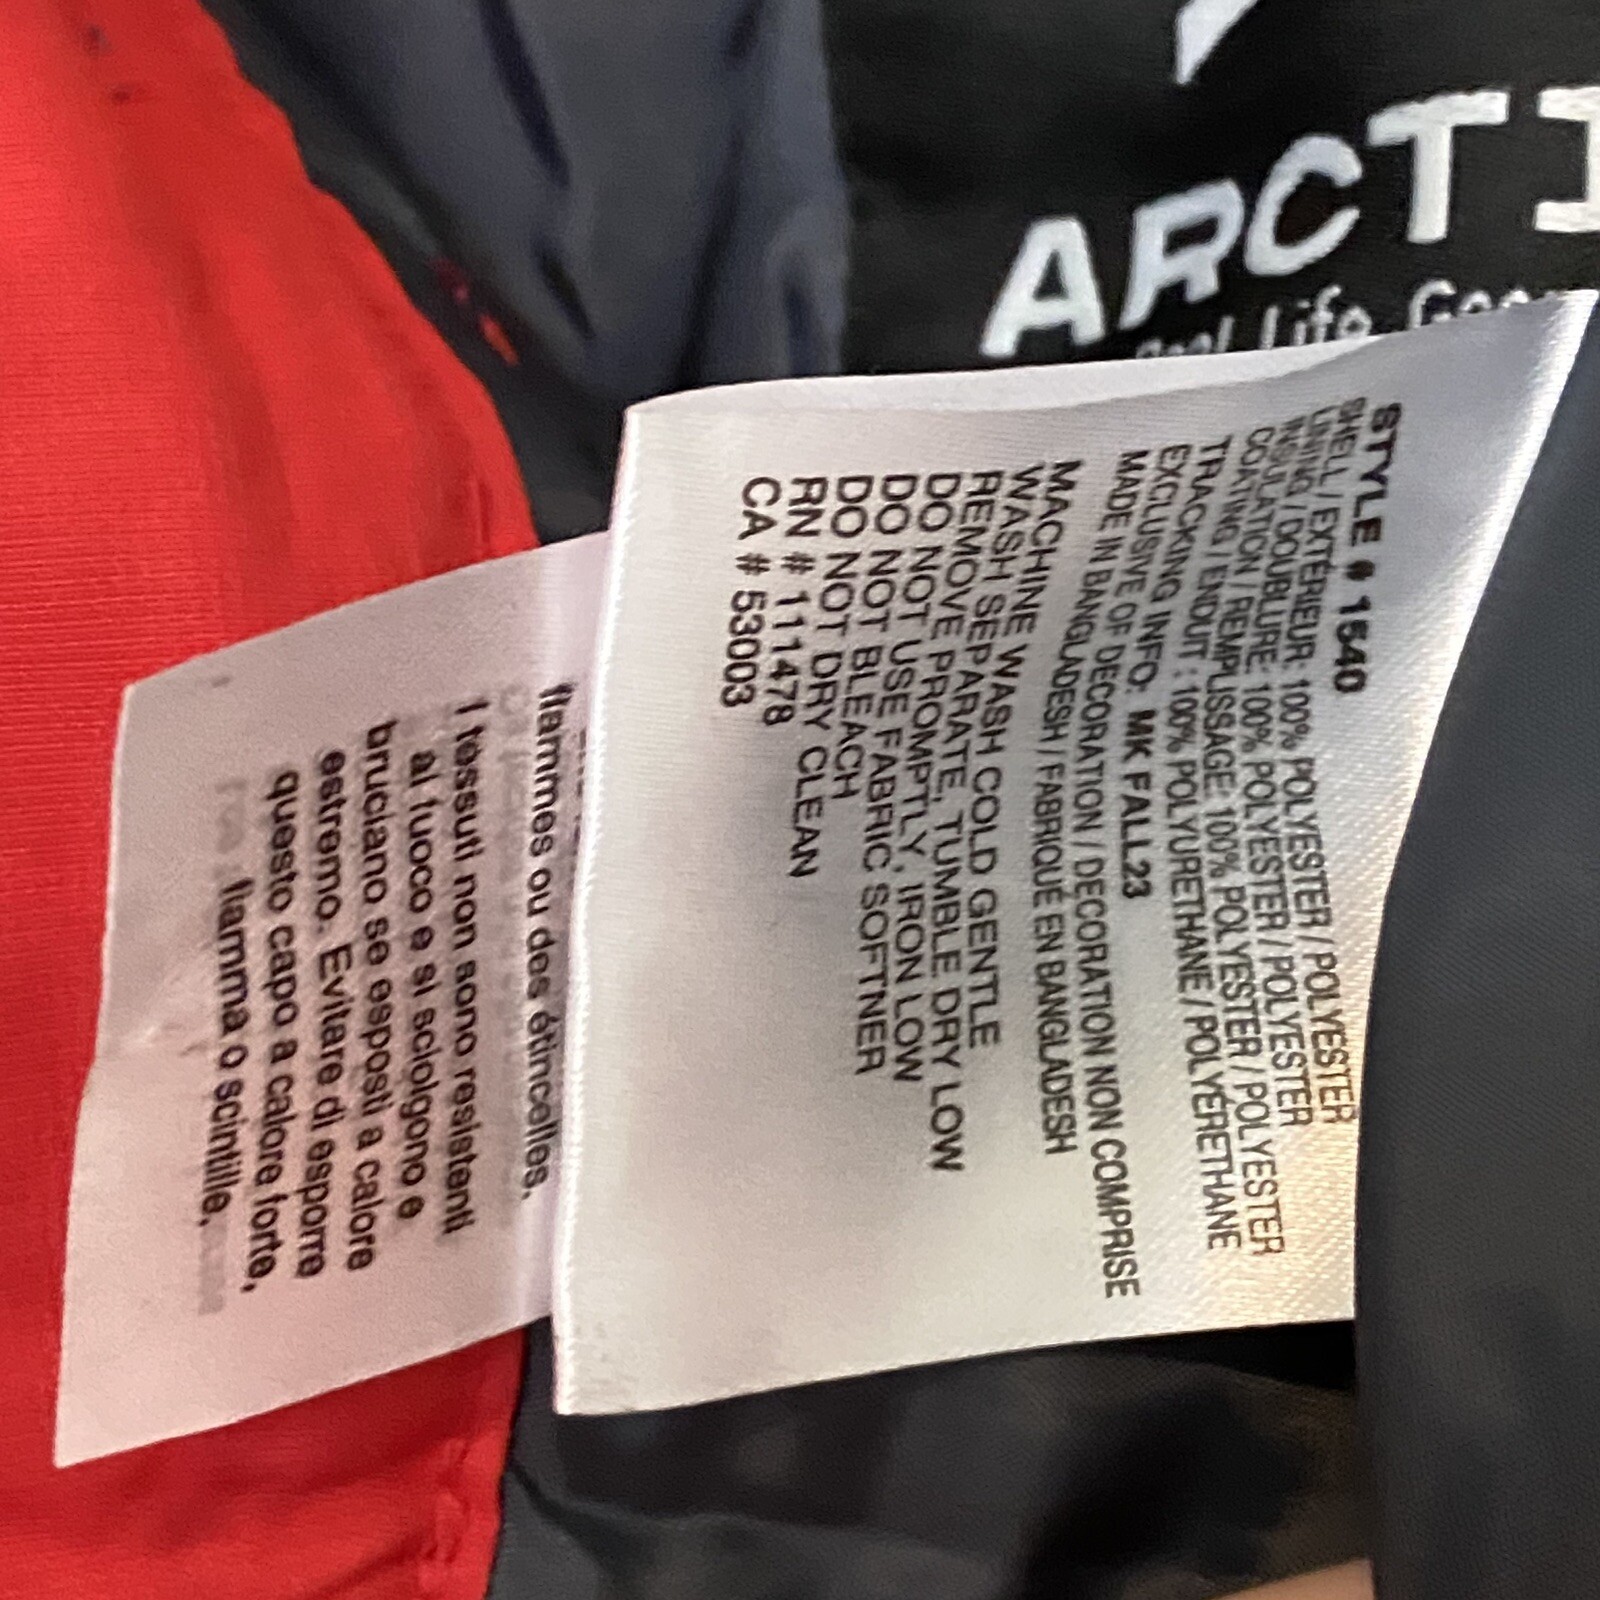 ARCTI
Life
STYLE # 1540
SHELL / EXTÉRIEUR: 100% POLYESTER / POLYESTER
LINING / DOUBLURE: 100% POLYESTER / POLYESTER
INSULATION / REMPLISSAGE: 100% POLYESTER / POLYESTER
COATING / ENDUIT : 100% POLYURETHANE / POLYÉRETHANE
TRACKING INFO: MK FALL23
EXCLUSIVE OF DECORATION / DECORATION NON COMPRISE
MADE IN BANGLADESH / FABRIQUÉ EN BANGLADESH
MACHINE WASH COLD GENTLE
WASH SEPARATE, TUMBLE DRY LOW
REMOVE PROMPTLY, IRON LOW
DO NOT USE FABRIC SOFTNER
DO NOT BLEACH
DO NOT DRY CLEAN
RN # 111478
CA # 53003
flammes ou des étincelles.
I tessuti non sono resistenti
al fuoco e si sciolgono e
bruciano se esposti a calore
estremo. Evitare di esporre
questo capo a calore forte,
fiamma o scintille,